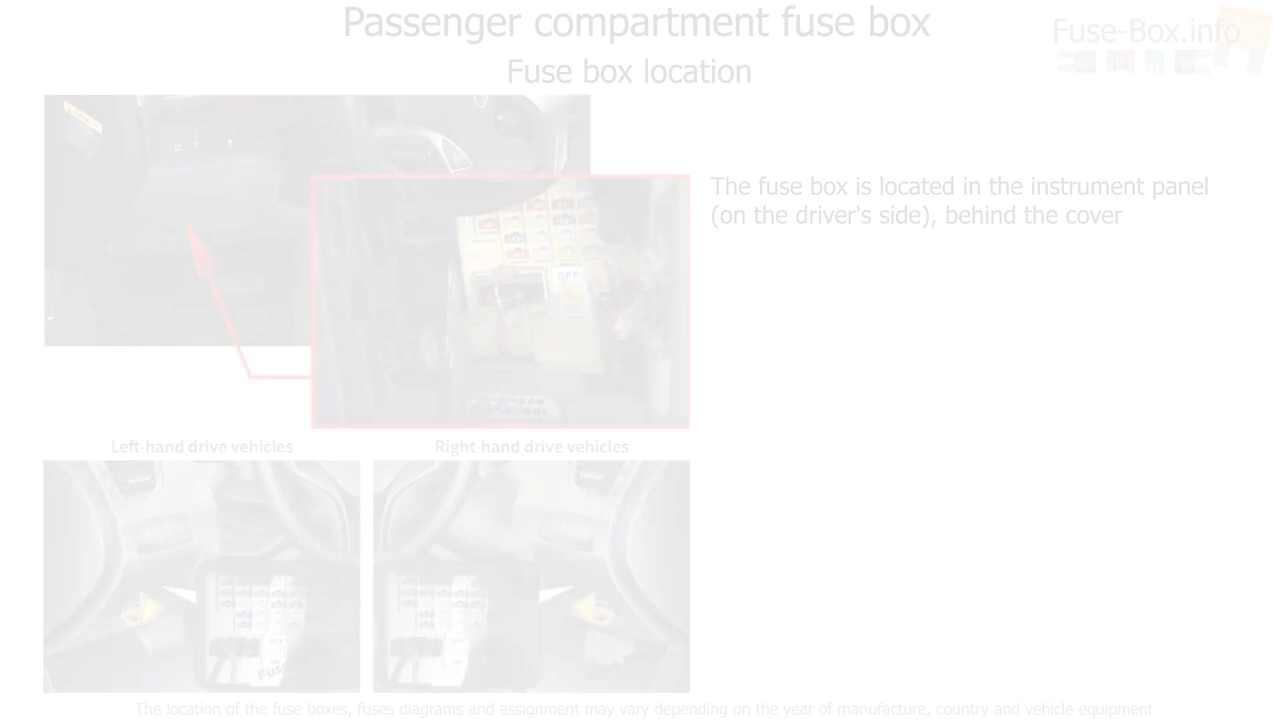 Passenger compartment fuse box
Fuse-Box.info
Fuse box location
The fuse box is located in the instrument panel
(on the driver's side), behind the cover
OFF
Left-hand drive vehicles
Right-hand drive vehicles
The location of the fuse boxes, fuses diagrams and assignment may vary depending on the year of manufacture, country and vehicle equipment